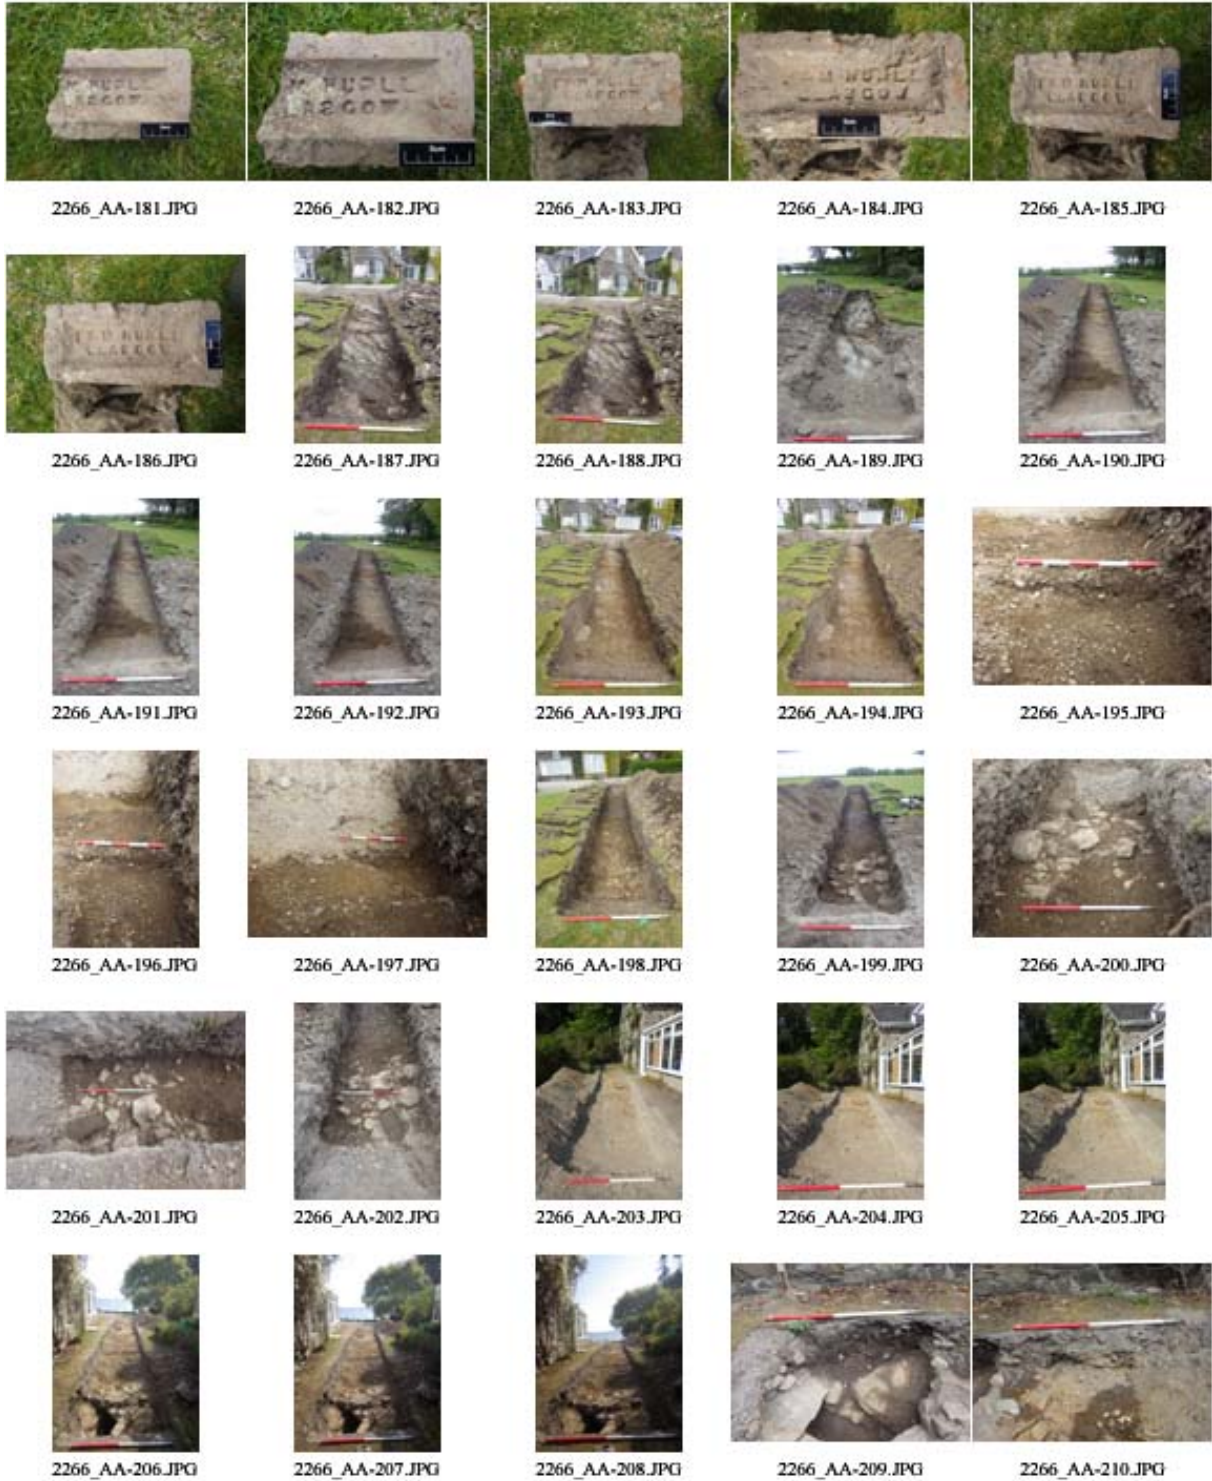 2266_AA-181.JPG
2266_AA-182.JPG
2266_AA-183.JPG
2266_AA-184.JPG
2266_AA-185.JPG
2266_AA-186.JPG
2266_AA-187.JPG
2266_AA-188.JPG
2266_AA-189.JPG
2266_AA-190.JPG
2266_AA-191.JPG
2266_AA-192.JPG
2266_AA-193.JPG
2266_AA-194.JPG
2266_AA-195.JPG
2266_AA-196.JPG
2266_AA-197.JPG
2266_AA-198.JPG
2266_AA-199.JPG
2266_AA-200.JPG
2266_AA-201.JPG
2266_AA-202.JPG
2266_AA-203.JPG
2266_AA-204.JPG
2266_AA-205.JPG
2266_AA-206.JPG
2266_AA-207.JPG
2266_AA-208.JPG
2266_AA-209.JPG
2266_AA-210.JPG